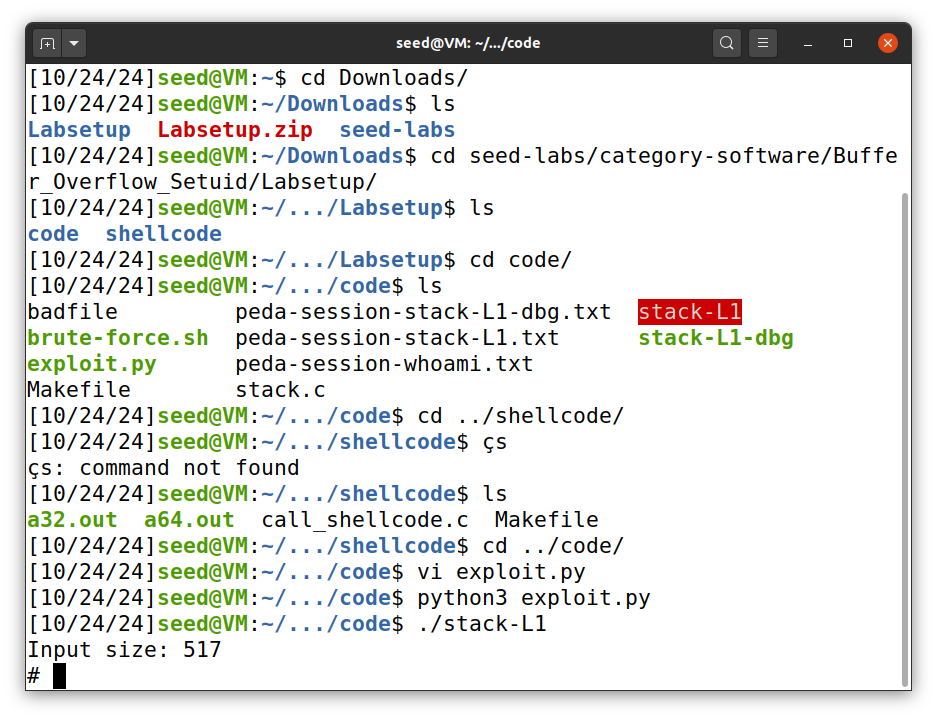 seed@VM: ~/.../code
[10/24/24]seed@VM:~$ cd Downloads/
[10/24/24]seed@VM:~/Downloads$ ls
Labsetup  Labsetup.zip  seed-labs
[10/24/24]seed@VM:~/Downloads$ cd seed-labs/category-software/Buffe
r_Overflow_Setuid/Labsetup/
[10/24/24]seed@VM:~/.../Labsetup$ ls
code  shellcode
[10/24/24]seed@VM:~/.../Labsetup$ cd code/
[10/24/24]seed@VM:~/.../code$ ls
badfile         peda-session-stack-L1-dbg.txt  stack-L1
brute-force.sh  peda-session-stack-L1.txt      stack-L1-dbg
exploit.py      peda-session-whoami.txt
Makefile        stack.c
[10/24/24]seed@VM:~/.../code$ cd ../shellcode/
[10/24/24]seed@VM:~/.../shellcode$ çs
çs: command not found
[10/24/24]seed@VM:~/.../shellcode$ ls
a32.out  a64.out  call_shellcode.c  Makefile
[10/24/24]seed@VM:~/.../shellcode$ cd ../code/
[10/24/24]seed@VM:~/.../code$ vi exploit.py
[10/24/24]seed@VM:~/.../code$ python3 exploit.py
[10/24/24]seed@VM:~/.../code$ ./stack-L1
Input size: 517
#